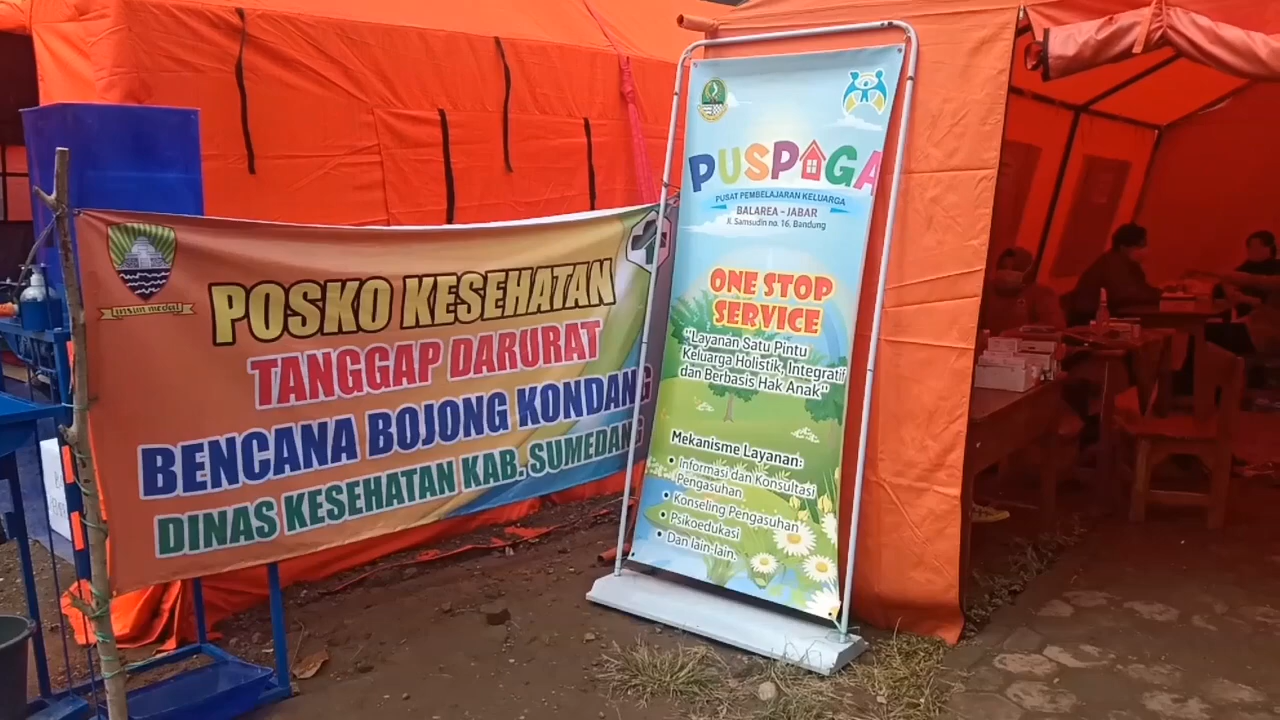 insun medal
POSKO KESEHATAN
TANGGAP DARURAT
BENCANA BOJONG KONDANG
DINAS KESEHATAN KAB. SUMEDANG
PUSPAGA
PUSAT PEMBELAJARAN KELUARGA
BALAREA - JABAR
Jl. Samsudin no. 16, Bandung
ONE STOP
SERVICE
"Layanan Satu Pintu
Keluarga Holistik, Integratif
dan Berbasis Hak Anak"
Mekanisme Layanan:
• Informasi dan Konsultasi
Pengasuhan
• Konseling Pengasuhan
• Psikoedukasi
• Dan lain-lain.